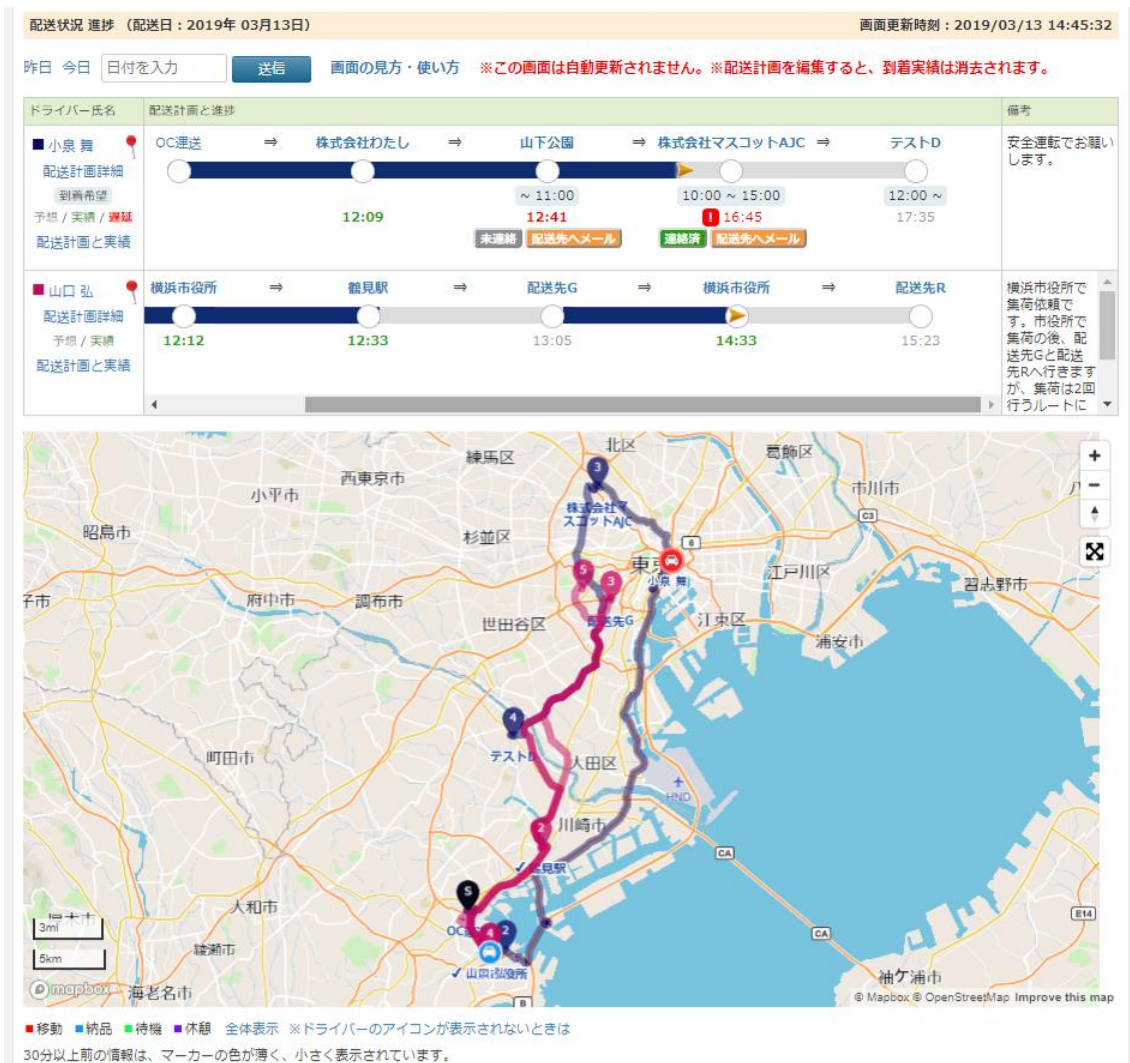 配送状況 進捗 （配送日：2019年 03月13日） 画面更新時刻：2019/03/13 14:45:32
昨日 今日 日付を入力 送信 画面の見方・使い方 ※この画面は自動更新されません。※配送計画を編集すると、到着実績は消去されます。
ドライバー氏名 配送計画と進捗 備考
■小泉 舞 OC運送 ⇒ 株式会社わたし ⇒ 山下公園 ⇒ 株式会社マスコットAJC ⇒ テストD
配送計画詳細
到着希望 ~ 11:00 10:00 ~ 15:00 12:00 ~
予想 / 実績 / 遅延 12:09 12:41 ! 16:45 17:35
配送計画と実績 未連絡 配送先へメール 連絡済 配送先へメール
安全運転でお願い
します。
■山口 弘 横浜市役所 ⇒ 鶴見駅 ⇒ 配送先G ⇒ 横浜市役所 ⇒ 配送先R
配送計画詳細
予想 / 実績 12:12 12:33 13:05 14:33 15:23
配送計画と実績
横浜市役所で
集荷依頼で
す。市役所で
集荷の後、配
送先Gと配送
先Rへ行きます
が、集荷は2回
行うルートに
北区
練馬区
葛飾区
西東京市
小平市
市川市
3
株式会社マ
スコットAJC
C3
昭島市
杉並区
6
江戸川区
小泉 舞
習志野市
5
3
子市
府中市
調布市
世田谷区
配送先G
江東区
浦安市
4
テストD
町田市
大田区
HND
2
川崎市
CA
S
大和市
E14
3mi
4
2
CA
綾瀬市
5km
袖ケ浦市
mapbox
海老名市
B
© Mapbox © OpenStreetMap Improve this map
■移動 ■納品 ■待機 ■休憩 全体表示 ※ドライバーのアイコンが表示されないときは
30分以上前の情報は、マーカーの色が薄く、小さく表示されています。